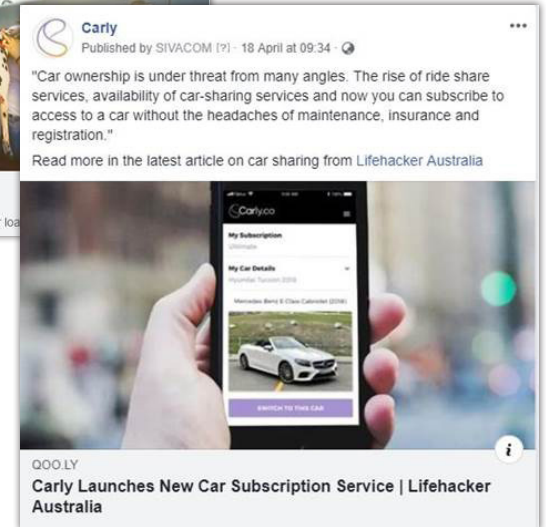 Carly
Published by SIVACOM [?] · 18 April at 09:34 ·
"Car ownership is under threat from many angles. The rise of ride share
services, availability of car-sharing services and now you can subscribe to
access to a car without the headaches of maintenance, insurance and
registration."
Read more in the latest article on car sharing from Lifehacker Australia
Carly.co
My Subscription
Ultimate
My Car Details
Hyundai Tucson 2018
Mercedes Benz E Class Cabriolet (2018)
SWITCH TO THIS CAR
i
QOO.LY
Carly Launches New Car Subscription Service | Lifehacker
Australia